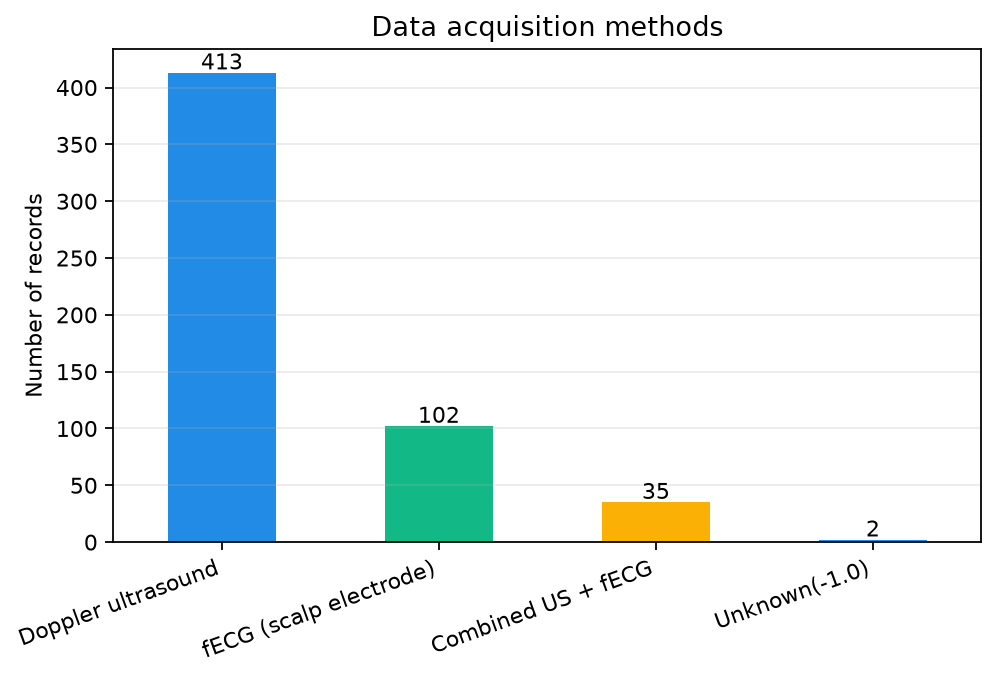 Data acquisition methods
Number of records
400
350
300
250
200
150
100
50
0
413
102
35
2
Doppler ultrasound
fECG (scalp electrode)
Combined US + fECG
Unknown(-1.0)